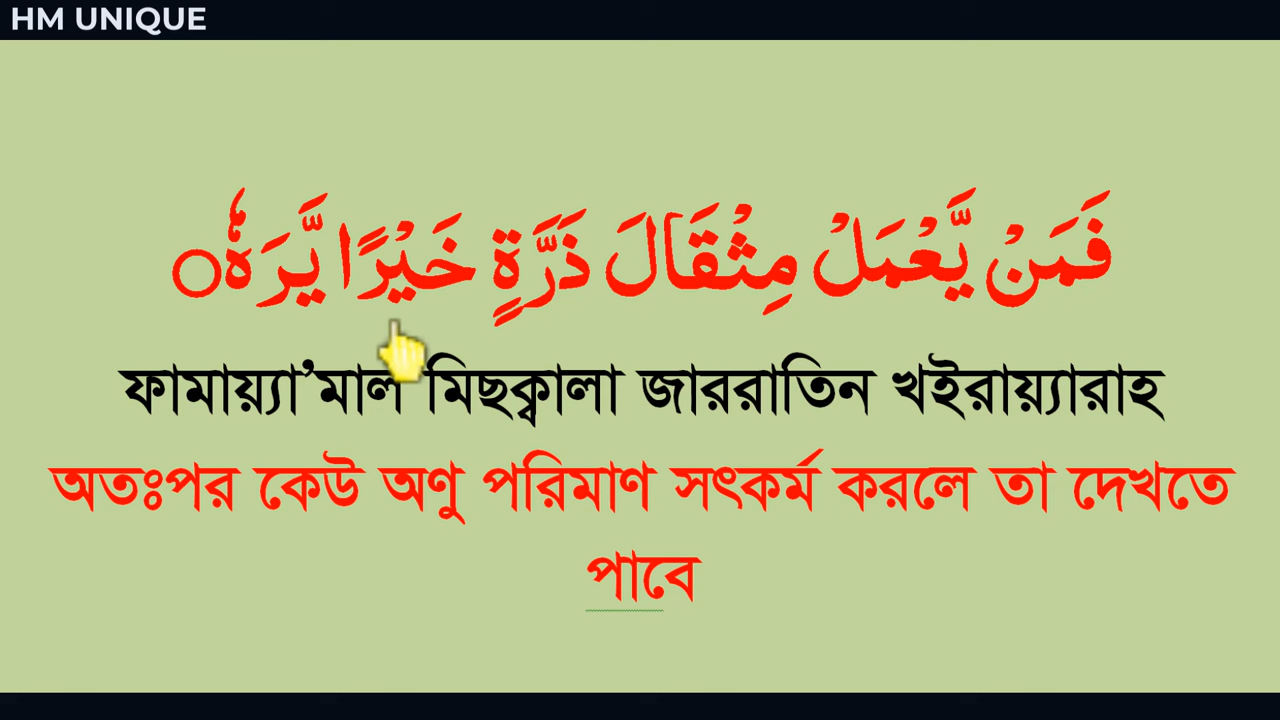 HM UNIQUE
فَمَنْ يَّعْمَلْ مِثْقَالَ ذَرَّةٍ خَيْرًا يَّرَهٗ ۝
ফামায়্যা’মাল মিছক্বালা জাররাতিন খইরায়্যারাহ
অতঃপর কেউ অণু পরিমাণ সৎকর্ম করলে তা দেখতে
পাবে